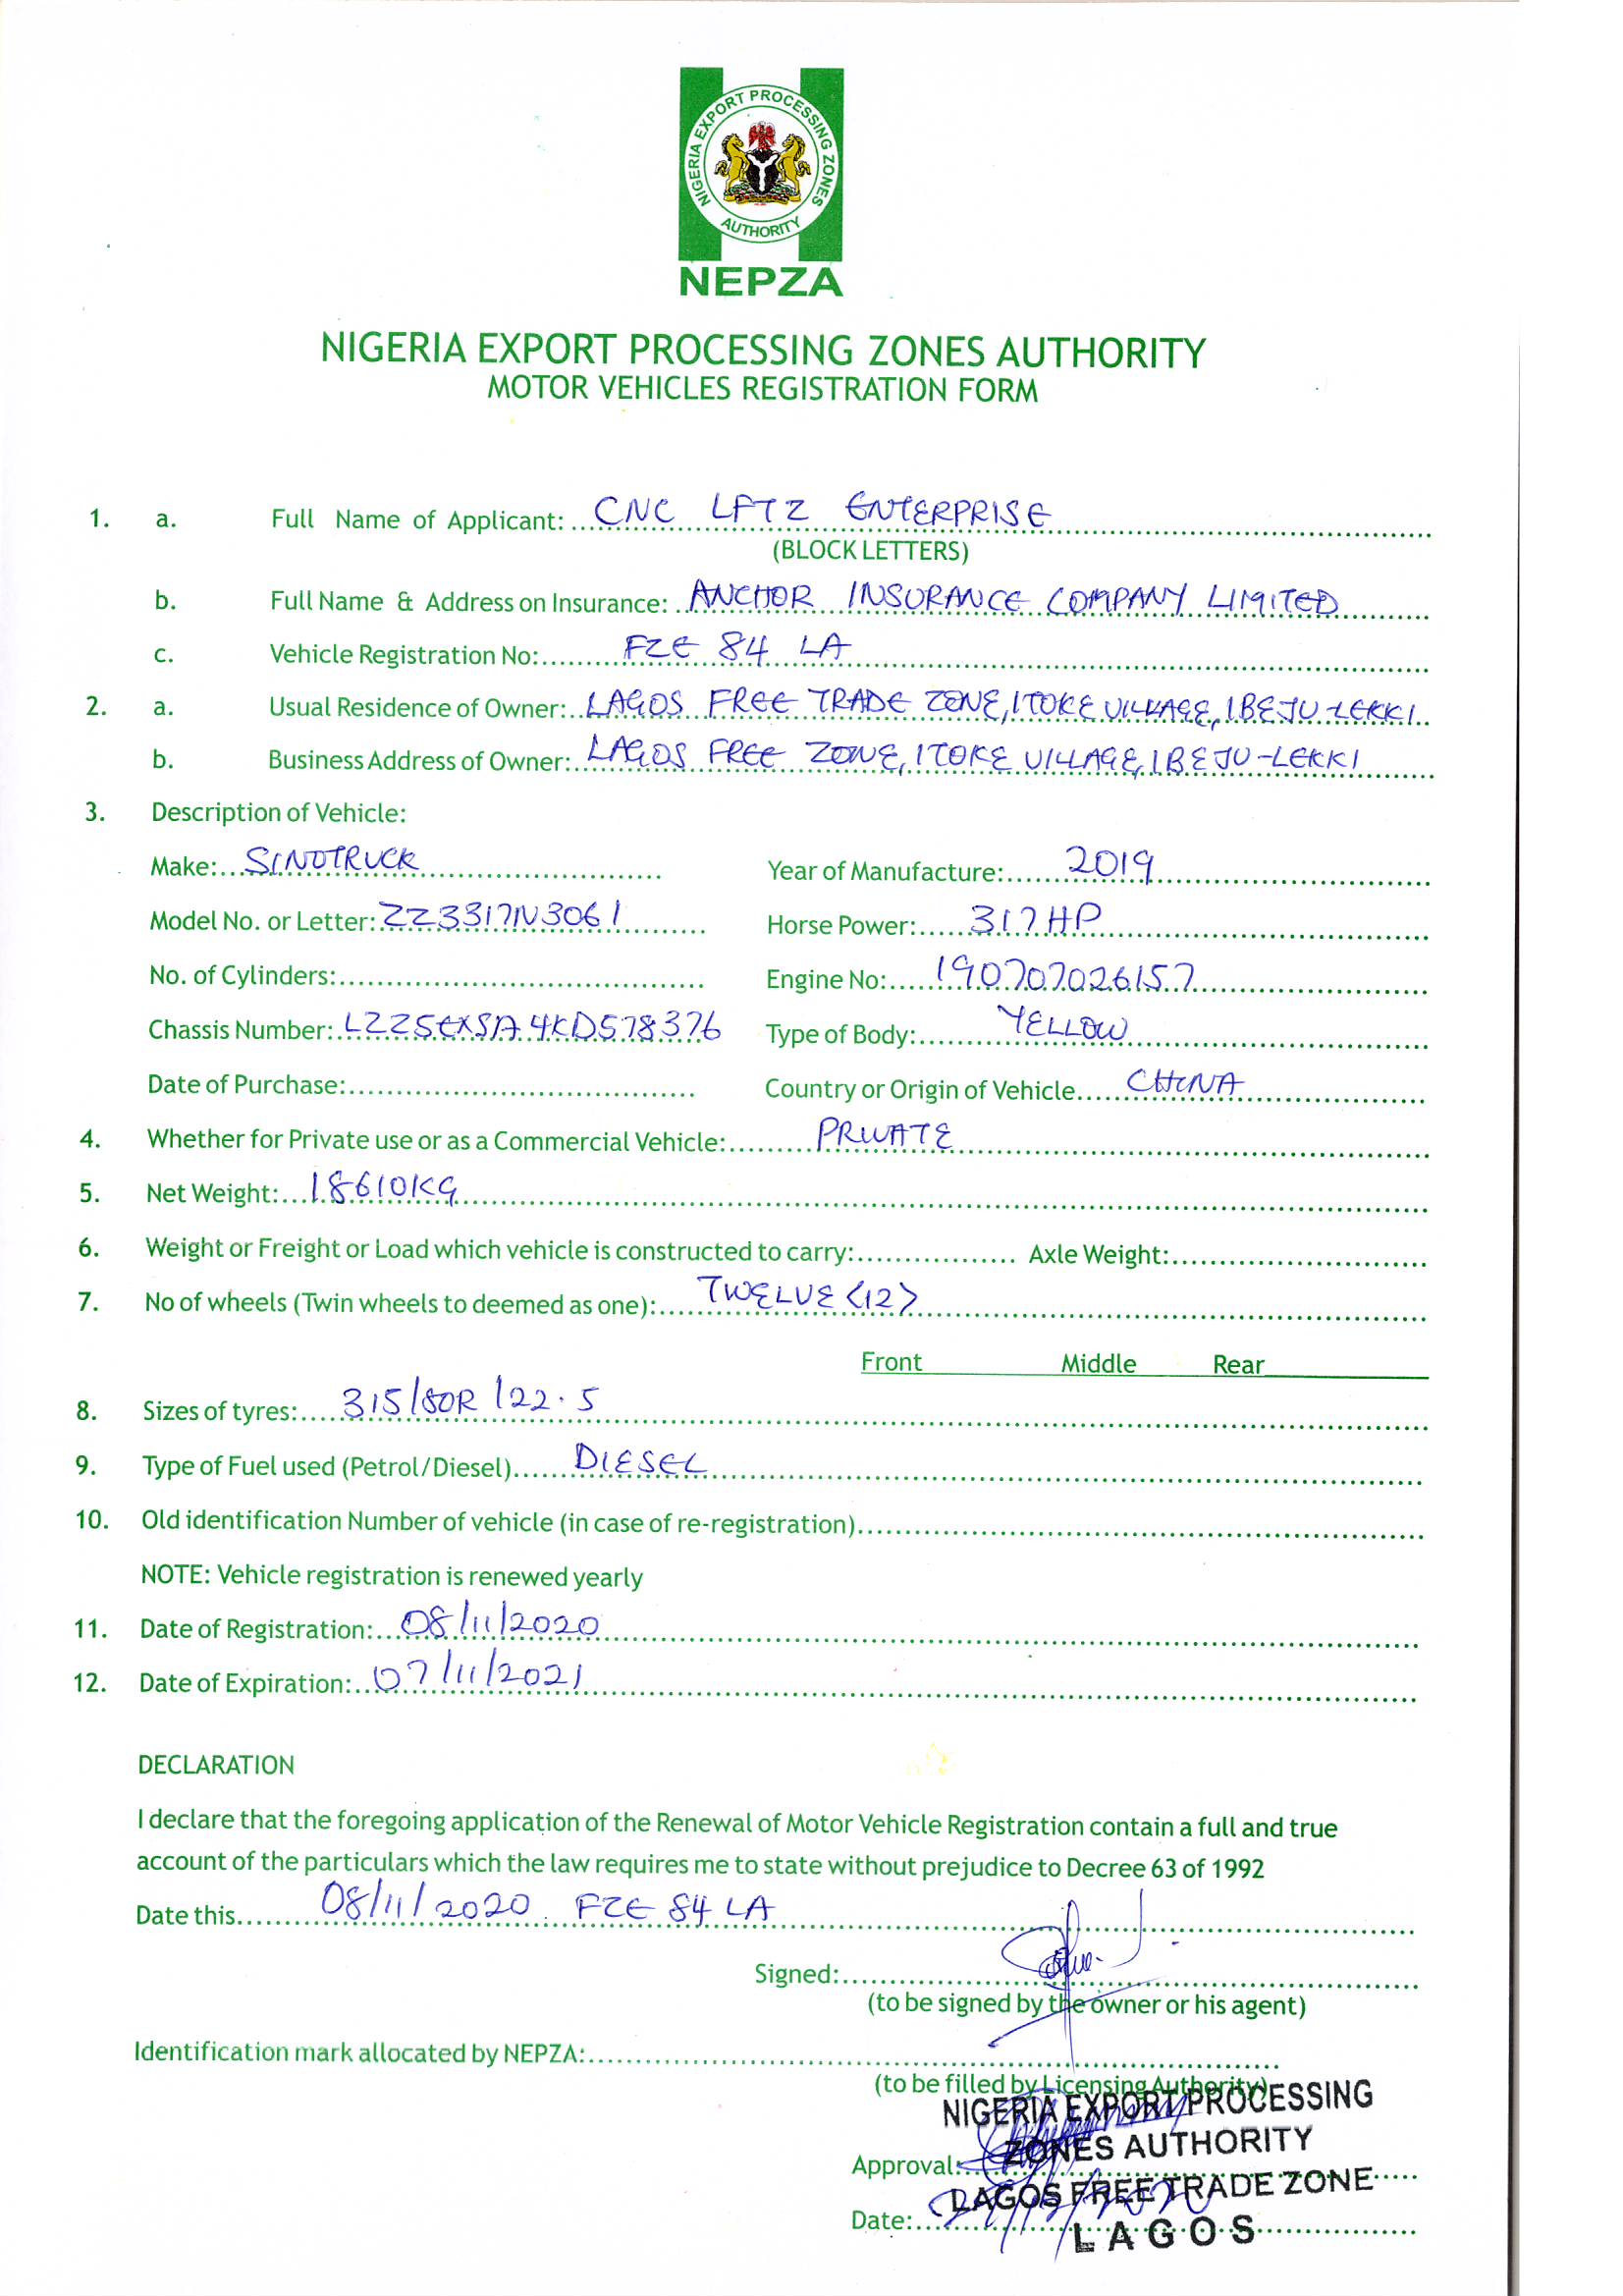 NIGERIA EXPORT PROCESSING ZONES
AUTHORITY
NEPZA
NIGERIA EXPORT PROCESSING ZONES AUTHORITY
MOTOR VEHICLES REGISTRATION FORM
1. a. Full Name of Applicant: CNC LFTZ ENTERPRISE
(BLOCK LETTERS)
b. Full Name & Address on Insurance: ANCHOR INSURANCE COMPANY LIMITED
c. Vehicle Registration No: FZE 84 LA
2. a. Usual Residence of Owner: LAGOS FREE TRADE ZONE, ITOKE VILLAGE, IBEJU-LEKKI
b. Business Address of Owner: LAGOS FREE ZONE, ITOKE VILLAGE, IBEJU-LEKKI
3. Description of Vehicle:
Make: SINOTRUCK Year of Manufacture: 2019
Model No. or Letter: ZZ3317N3061 Horse Power: 317HP
No. of Cylinders: Engine No: 190707026157
Chassis Number: LZZ5EXSA4KD578376 Type of Body: YELLOW
Date of Purchase: Country or Origin of Vehicle CHINA
4. Whether for Private use or as a Commercial Vehicle: PRIVATE
5. Net Weight: 18610KG
6. Weight or Freight or Load which vehicle is constructed to carry: Axle Weight:
7. No of wheels (Twin wheels to deemed as one): TWELVE <12>
Front Middle Rear
8. Sizes of tyres: 315/80R/22.5
9. Type of Fuel used (Petrol/Diesel) DIESEL
10. Old identification Number of vehicle (in case of re-registration)
NOTE: Vehicle registration is renewed yearly
11. Date of Registration: 08/11/2020
12. Date of Expiration: 07/11/2021
DECLARATION
I declare that the foregoing application of the Renewal of Motor Vehicle Registration contain a full and true
account of the particulars which the law requires me to state without prejudice to Decree 63 of 1992
Date this 08/11/2020 FZE 84 LA
Signed:
(to be signed by the owner or his agent)
Identification mark allocated by NEPZA:
(to be filled by Licensing Authority)
NIGERIA EXPORT PROCESSING
ZONES AUTHORITY
Approval:
LAGOS FREE TRADE ZONE
Date:
LAGOS